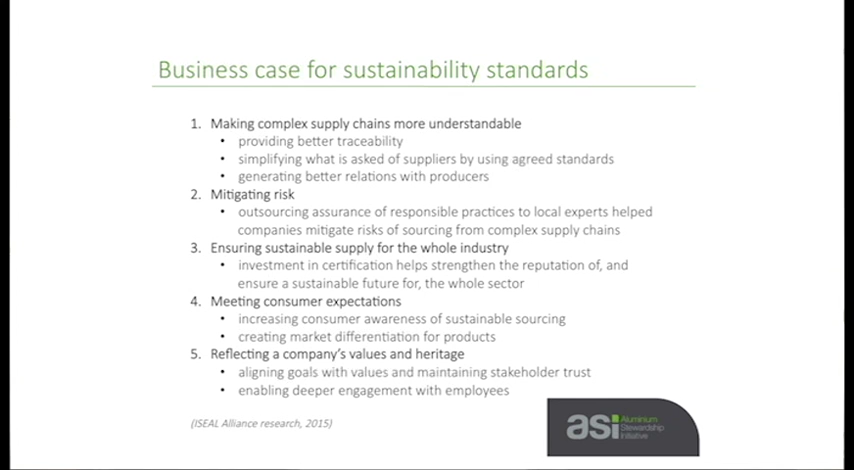 Business case for sustainability standards
1. Making complex supply chains more understandable
• providing better traceability
• simplifying what is asked of suppliers by using agreed standards
• generating better relations with producers
2. Mitigating risk
• outsourcing assurance of responsible practices to local experts helped
companies mitigate risks of sourcing from complex supply chains
3. Ensuring sustainable supply for the whole industry
• investment in certification helps strengthen the reputation of, and
ensure a sustainable future for, the whole sector
4. Meeting consumer expectations
• increasing consumer awareness of sustainable sourcing
• creating market differentiation for products
5. Reflecting a company's values and heritage
• aligning goals with values and maintaining stakeholder trust
• enabling deeper engagement with employees
(ISEAL Alliance research, 2015)
asi
Aluminium
Stewardship
Initiative